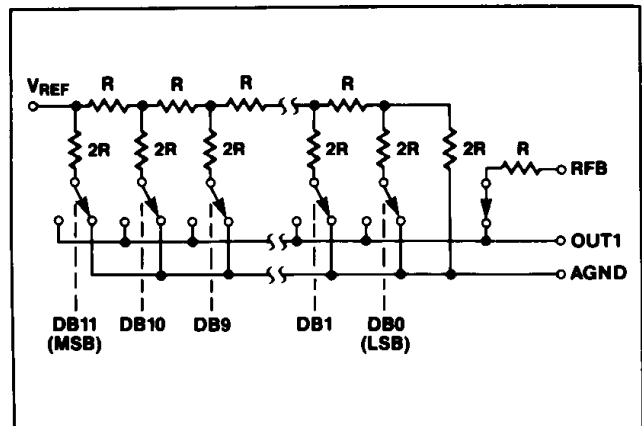 R R R R
VREF
2R 2R 2R 2R 2R 2R R RFB
OUT1
AGND
DB11 DB10 DB9 DB1 DB0
(MSB) (LSB)